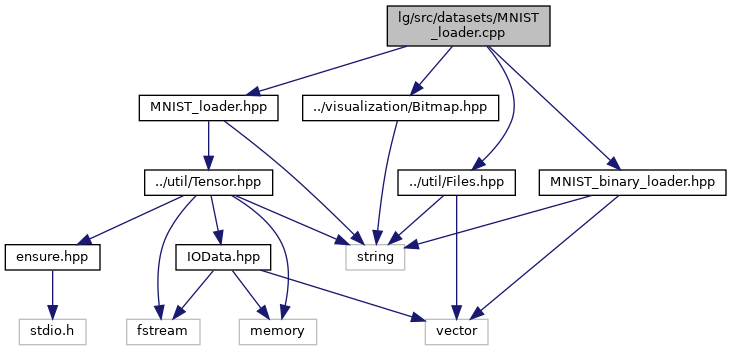 lg/src/datasets/MNIST
_loader.cpp
MNIST_loader.hpp
../visualization/Bitmap.hpp
../util/Tensor.hpp
../util/Files.hpp
MNIST_binary_loader.hpp
ensure.hpp
IOData.hpp
string
stdio.h
fstream
memory
vector